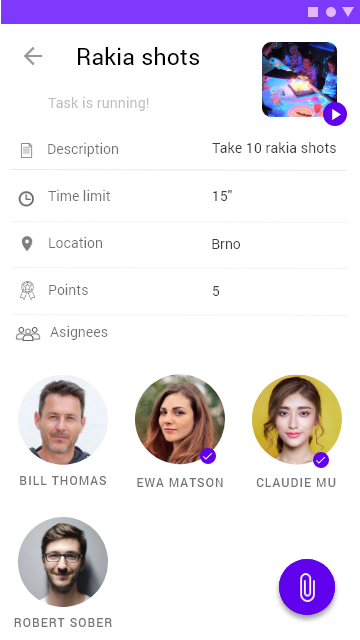 Rakia shots
Task is running!
Description Take 10 rakia shots
Time limit 15"
Location Brno
Points 5
Asignees
BILL THOMAS EWA MATSON CLAUDIE MU
ROBERT SOBER